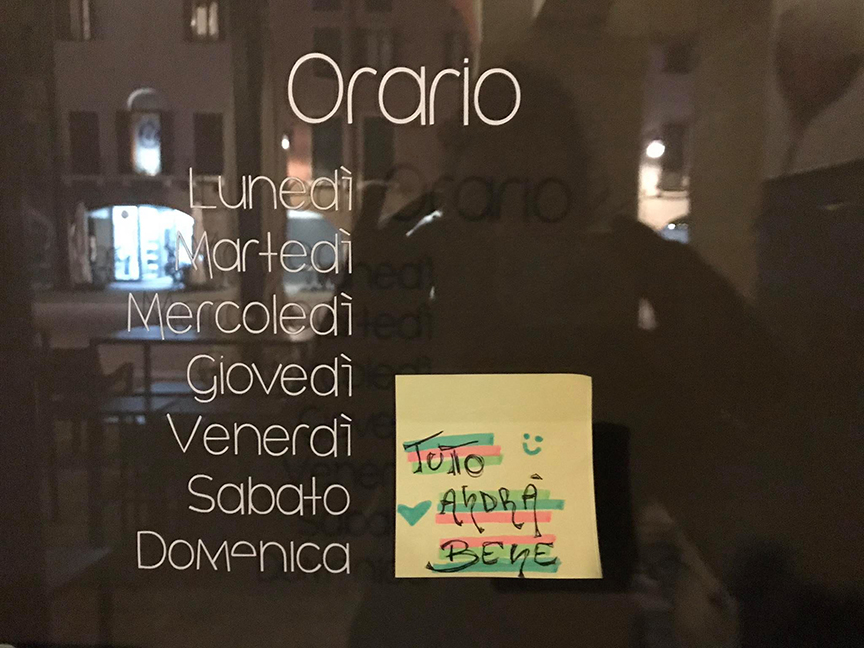 Orario
Lunedì
Martedì
Mercoledì
Giovedì
Venerdì
Sabato
Domenica
TUTTO
ANDRÀ
BENE